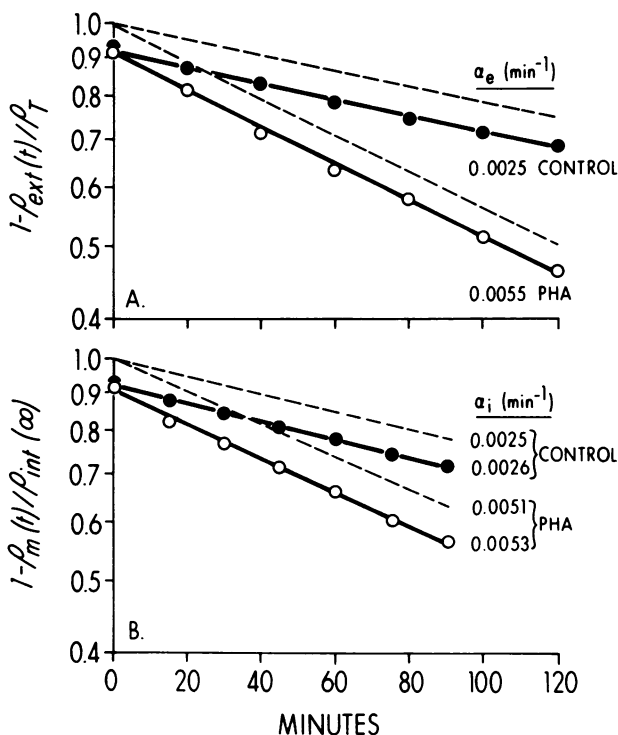 1.0
0.9
0.8
0.7
0.6
0.5
0.4
1-ρext(t)/ρT
αe (min-1)
0.0025 CONTROL
0.0055 PHA
A.
1.0
0.9
0.8
0.7
0.6
0.5
0.4
1-ρm(t)/ρint(∞)
αi (min-1)
0.0025
0.0026
CONTROL
0.0051
0.0053
PHA
B.
0 20 40 60 80 100 120
MINUTES